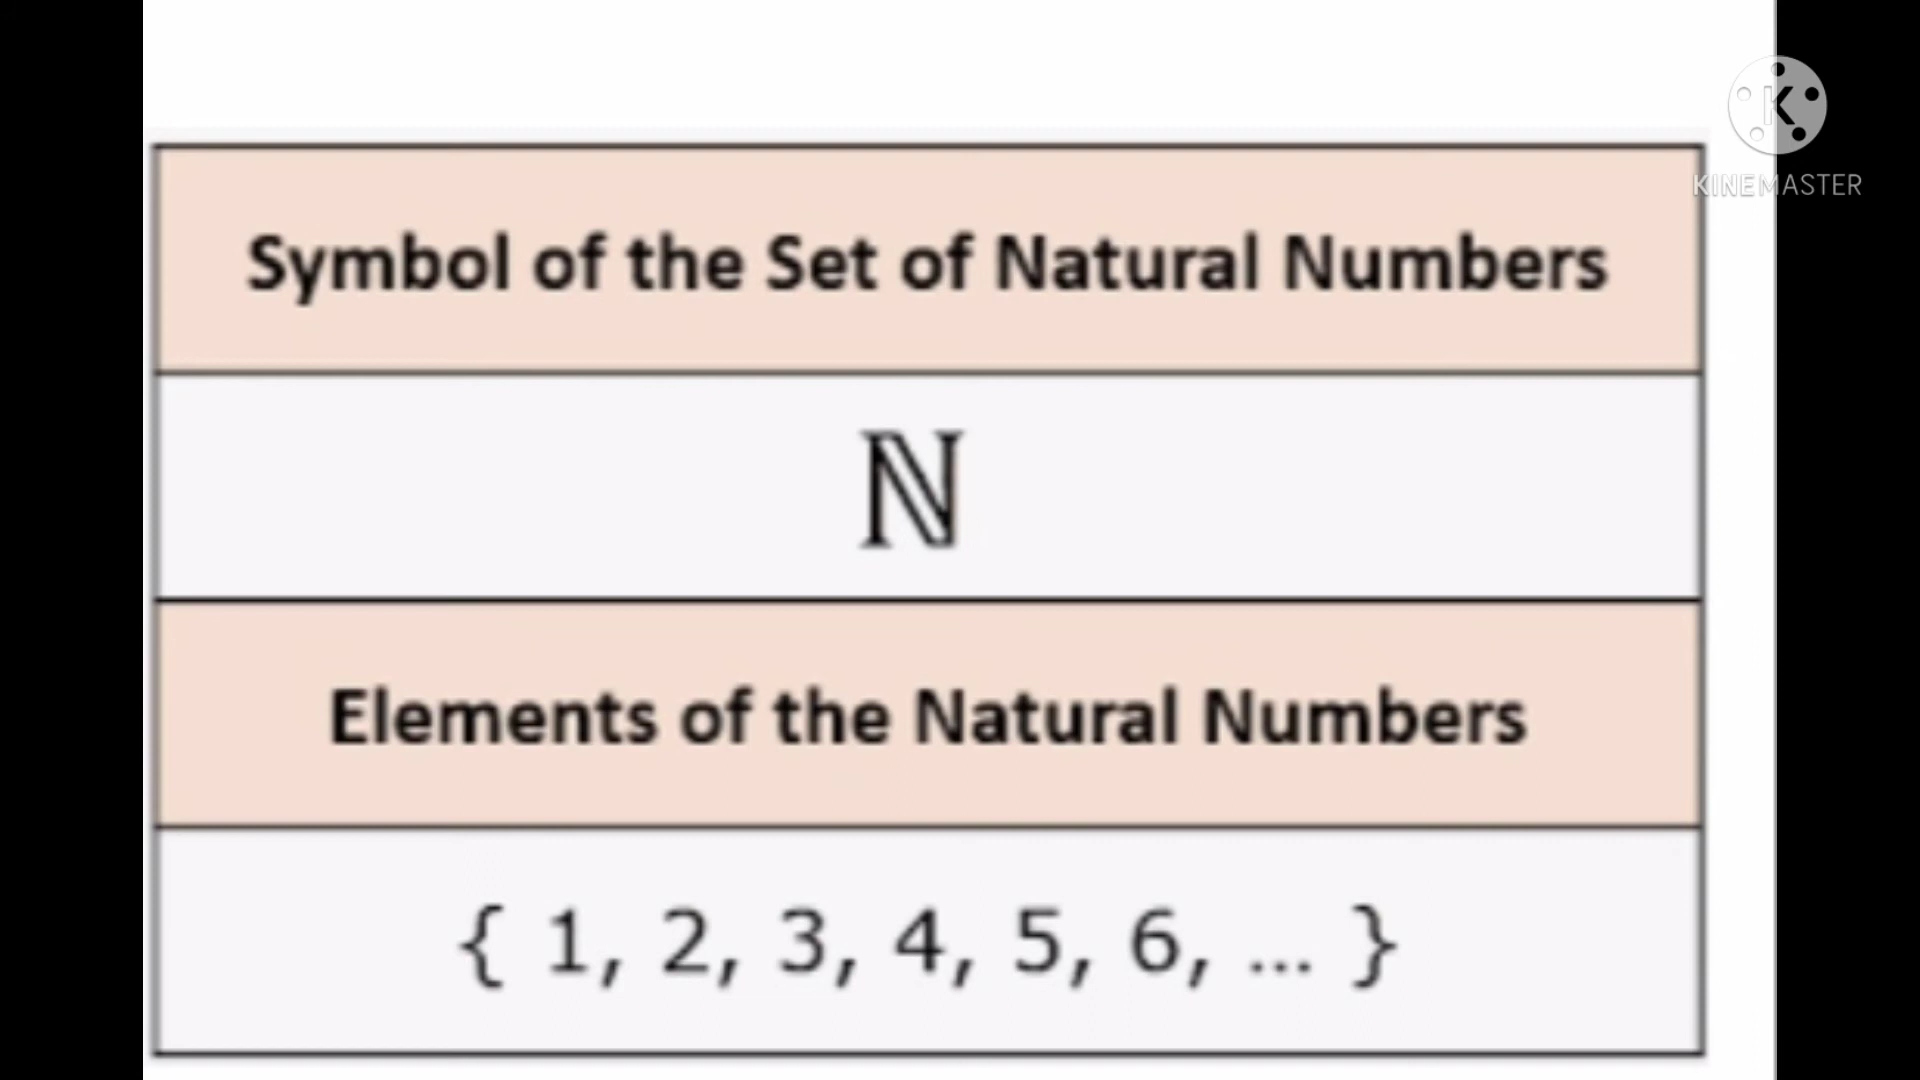 K
KINEMASTER
Symbol of the Set of Natural Numbers
ℕ
Elements of the Natural Numbers
{ 1, 2, 3, 4, 5, 6, ... }